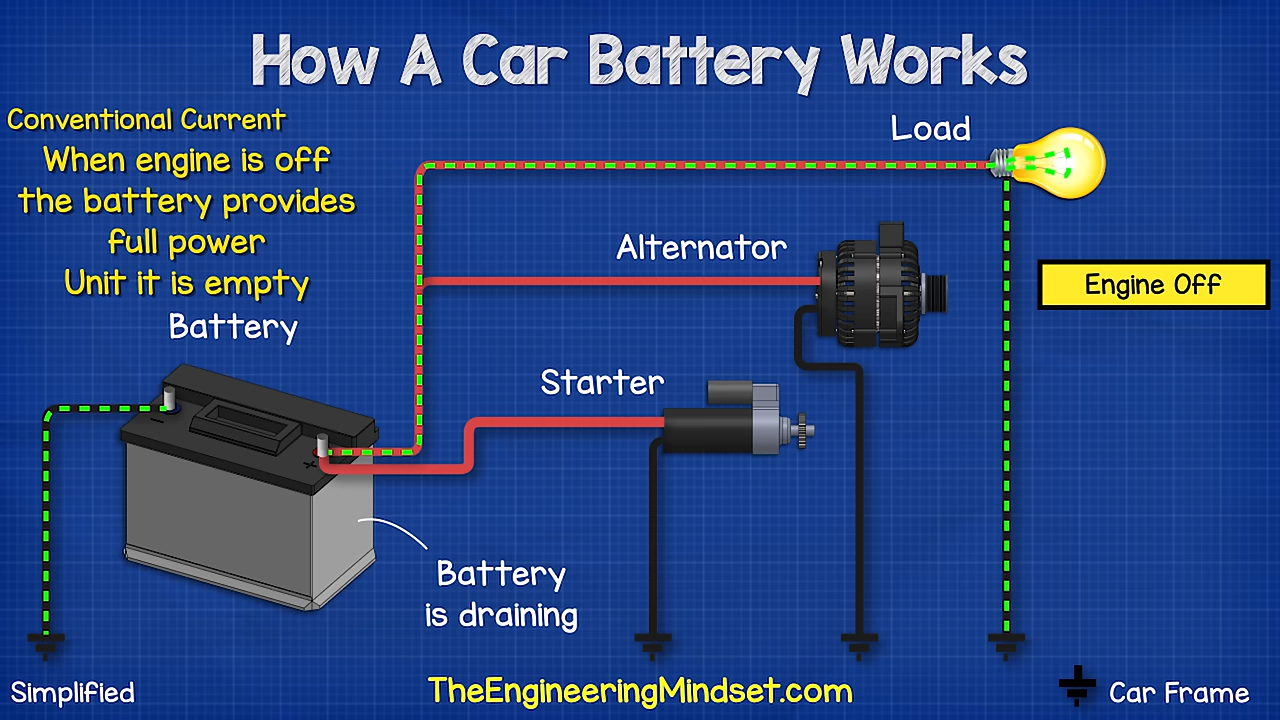 How A Car Battery Works
Conventional Current
When engine is off
the battery provides
full power
Unit it is empty
Battery
Load
Alternator
Engine Off
Starter
-
+
Battery
is draining
Simplified
TheEngineeringMindset.com
Car Frame